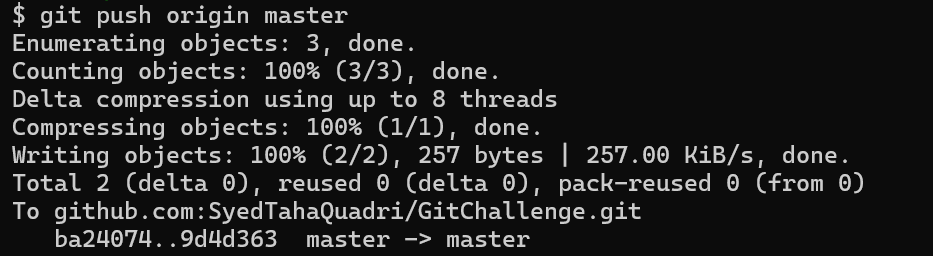 $ git push origin master
Enumerating objects: 3, done.
Counting objects: 100% (3/3), done.
Delta compression using up to 8 threads
Compressing objects: 100% (1/1), done.
Writing objects: 100% (2/2), 257 bytes | 257.00 KiB/s, done.
Total 2 (delta 0), reused 0 (delta 0), pack-reused 0 (from 0)
To github.com:SyedTahaQuadri/GitChallenge.git
   ba24074..9d4d363  master -> master